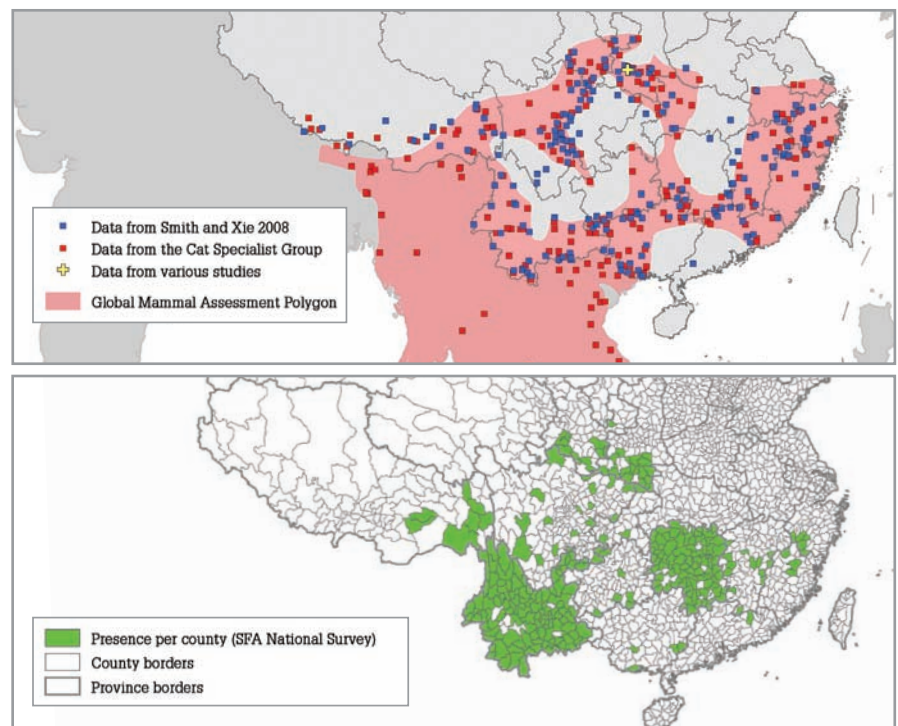 Data from Smith and Xie 2008
Data from the Cat Specialist Group
Data from various studies
Global Mammal Assessment Polygon
Presence per county (SFA National Survey)
County borders
Province borders